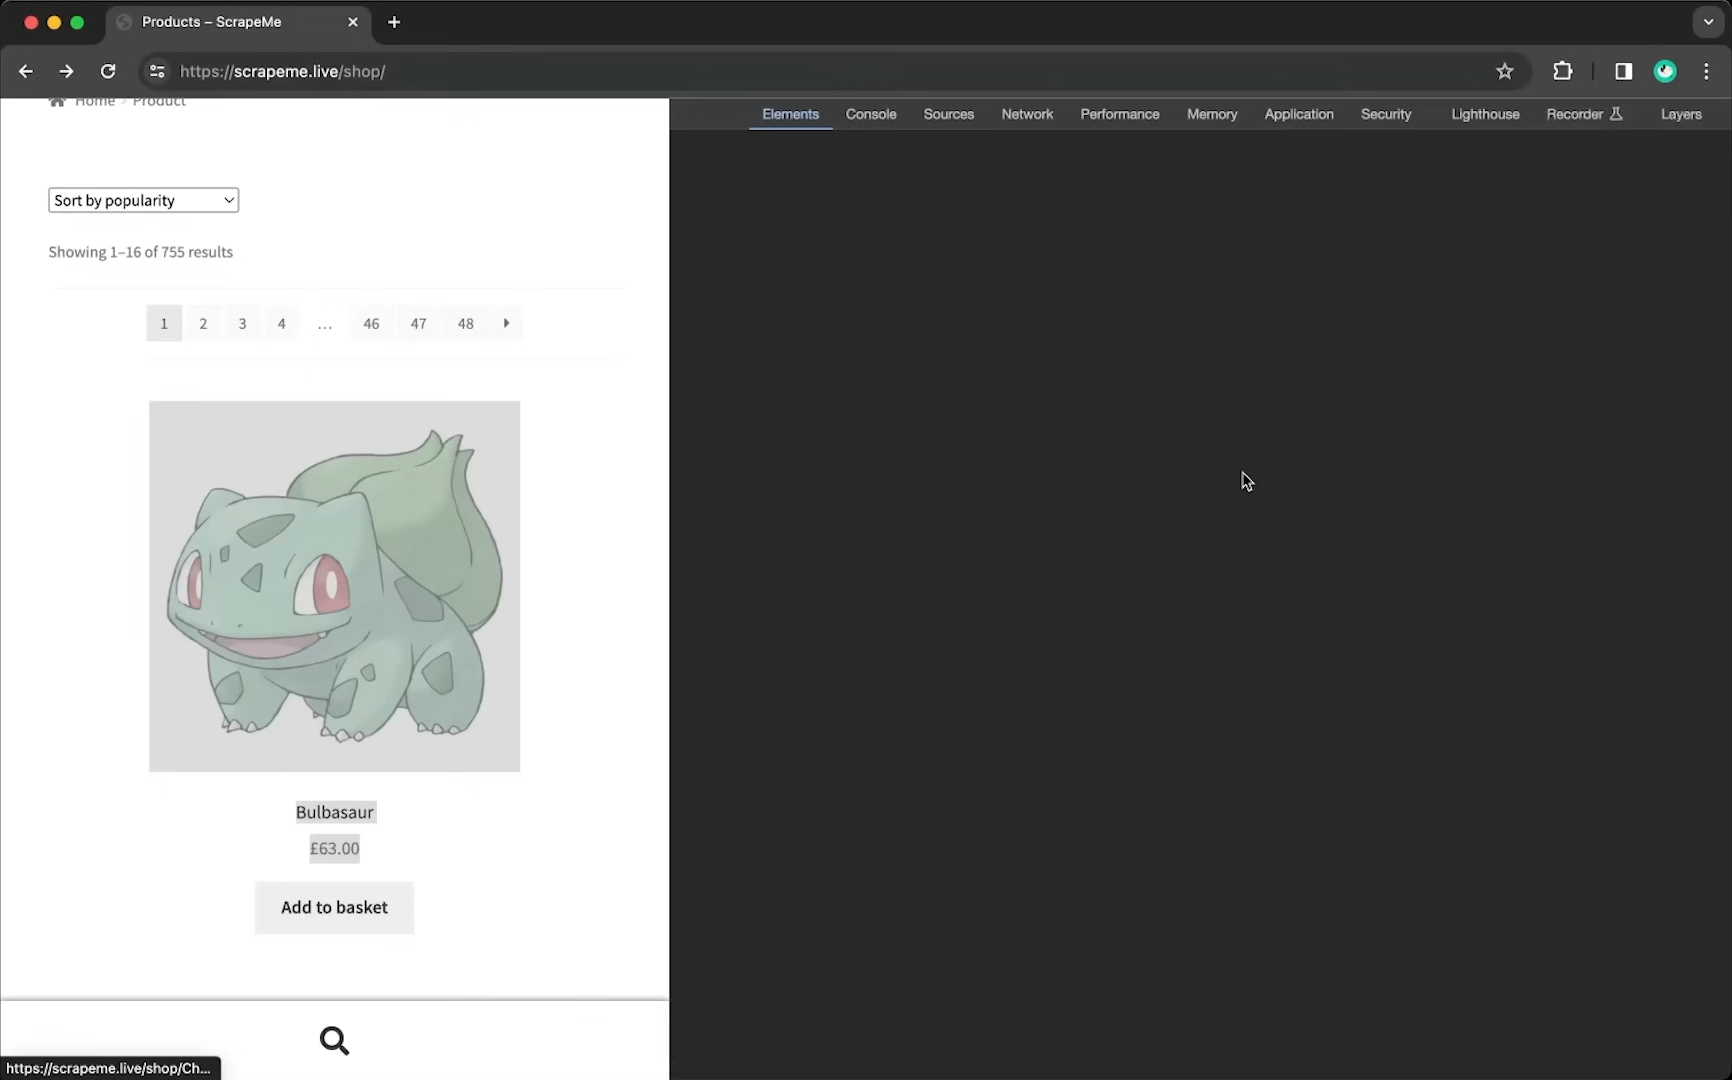 Products – ScrapeMe
https://scrapeme.live/shop/
Home Product
Elements Console Sources Network Performance Memory Application Security Lighthouse Recorder Layers
Sort by popularity
Showing 1–16 of 755 results
1 2 3 4 … 46 47 48
Bulbasaur
£63.00
Add to basket
https://scrapeme.live/shop/Ch...